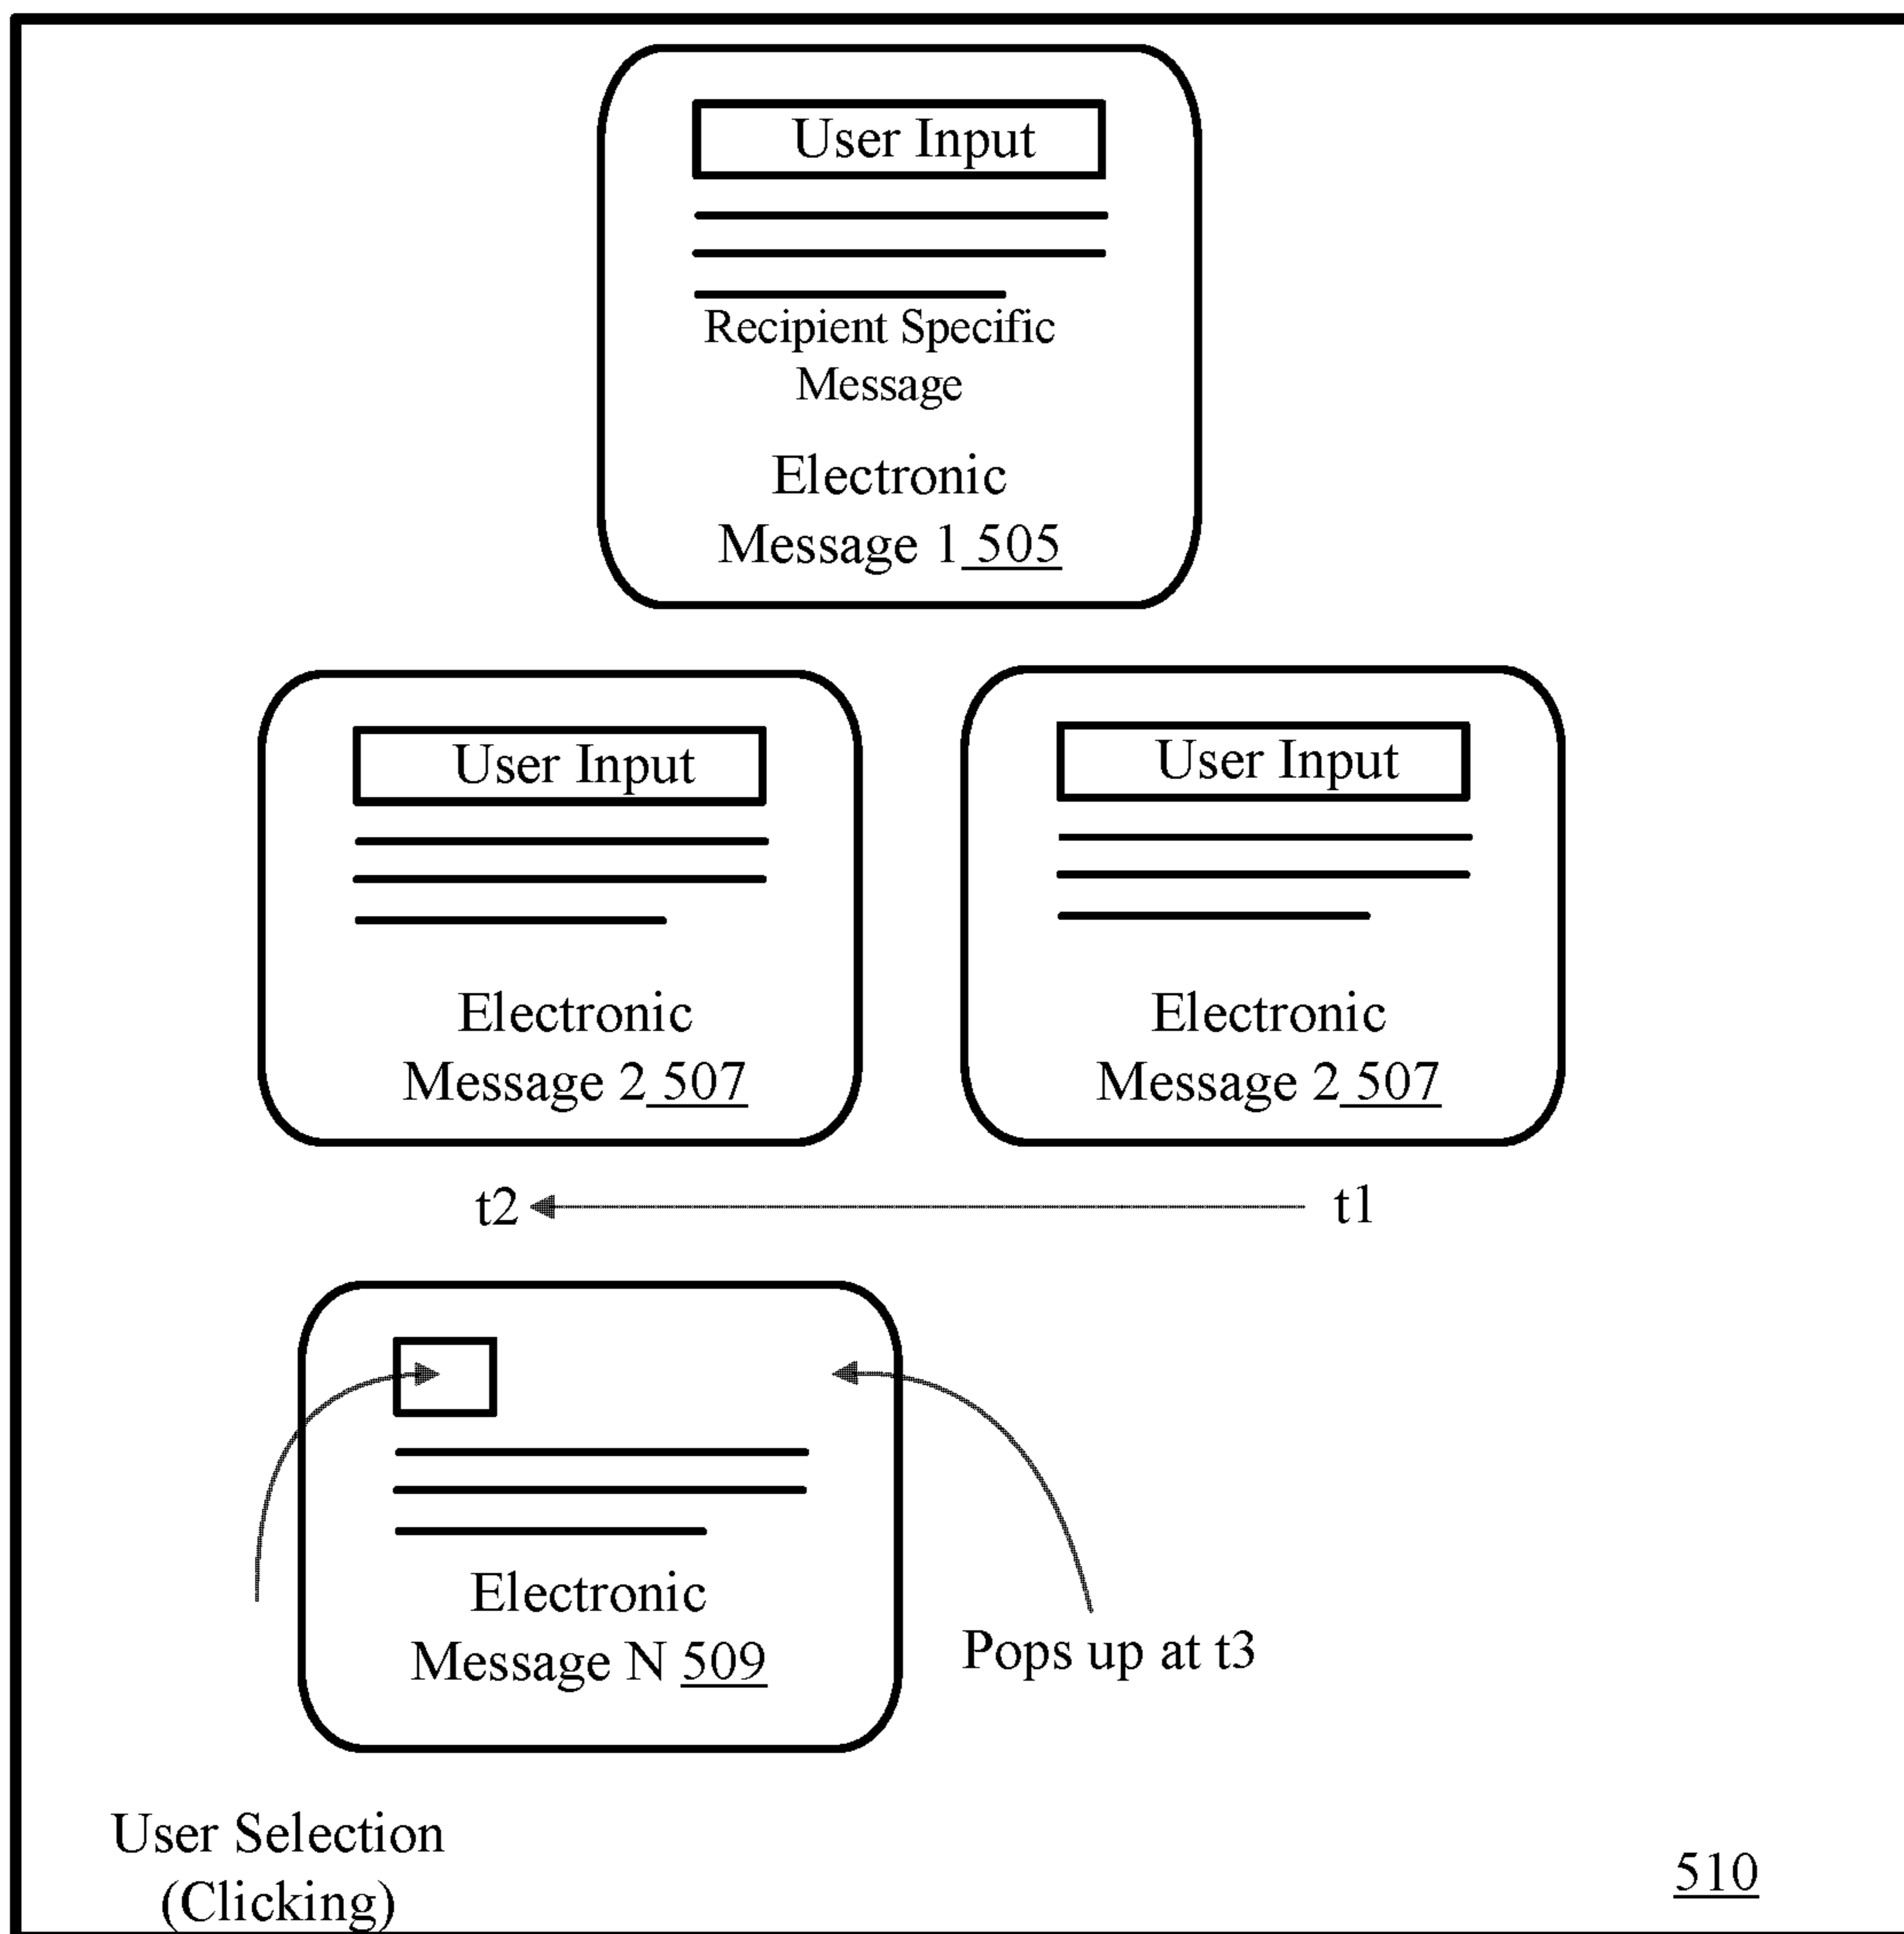 User Input
Recipient Specific
Message
Electronic
Message 1 505
User Input
Electronic
Message 2 507
User Input
Electronic
Message 2 507
t2
t1
Electronic
Message N 509
Pops up at t3
User Selection
(Clicking)
510